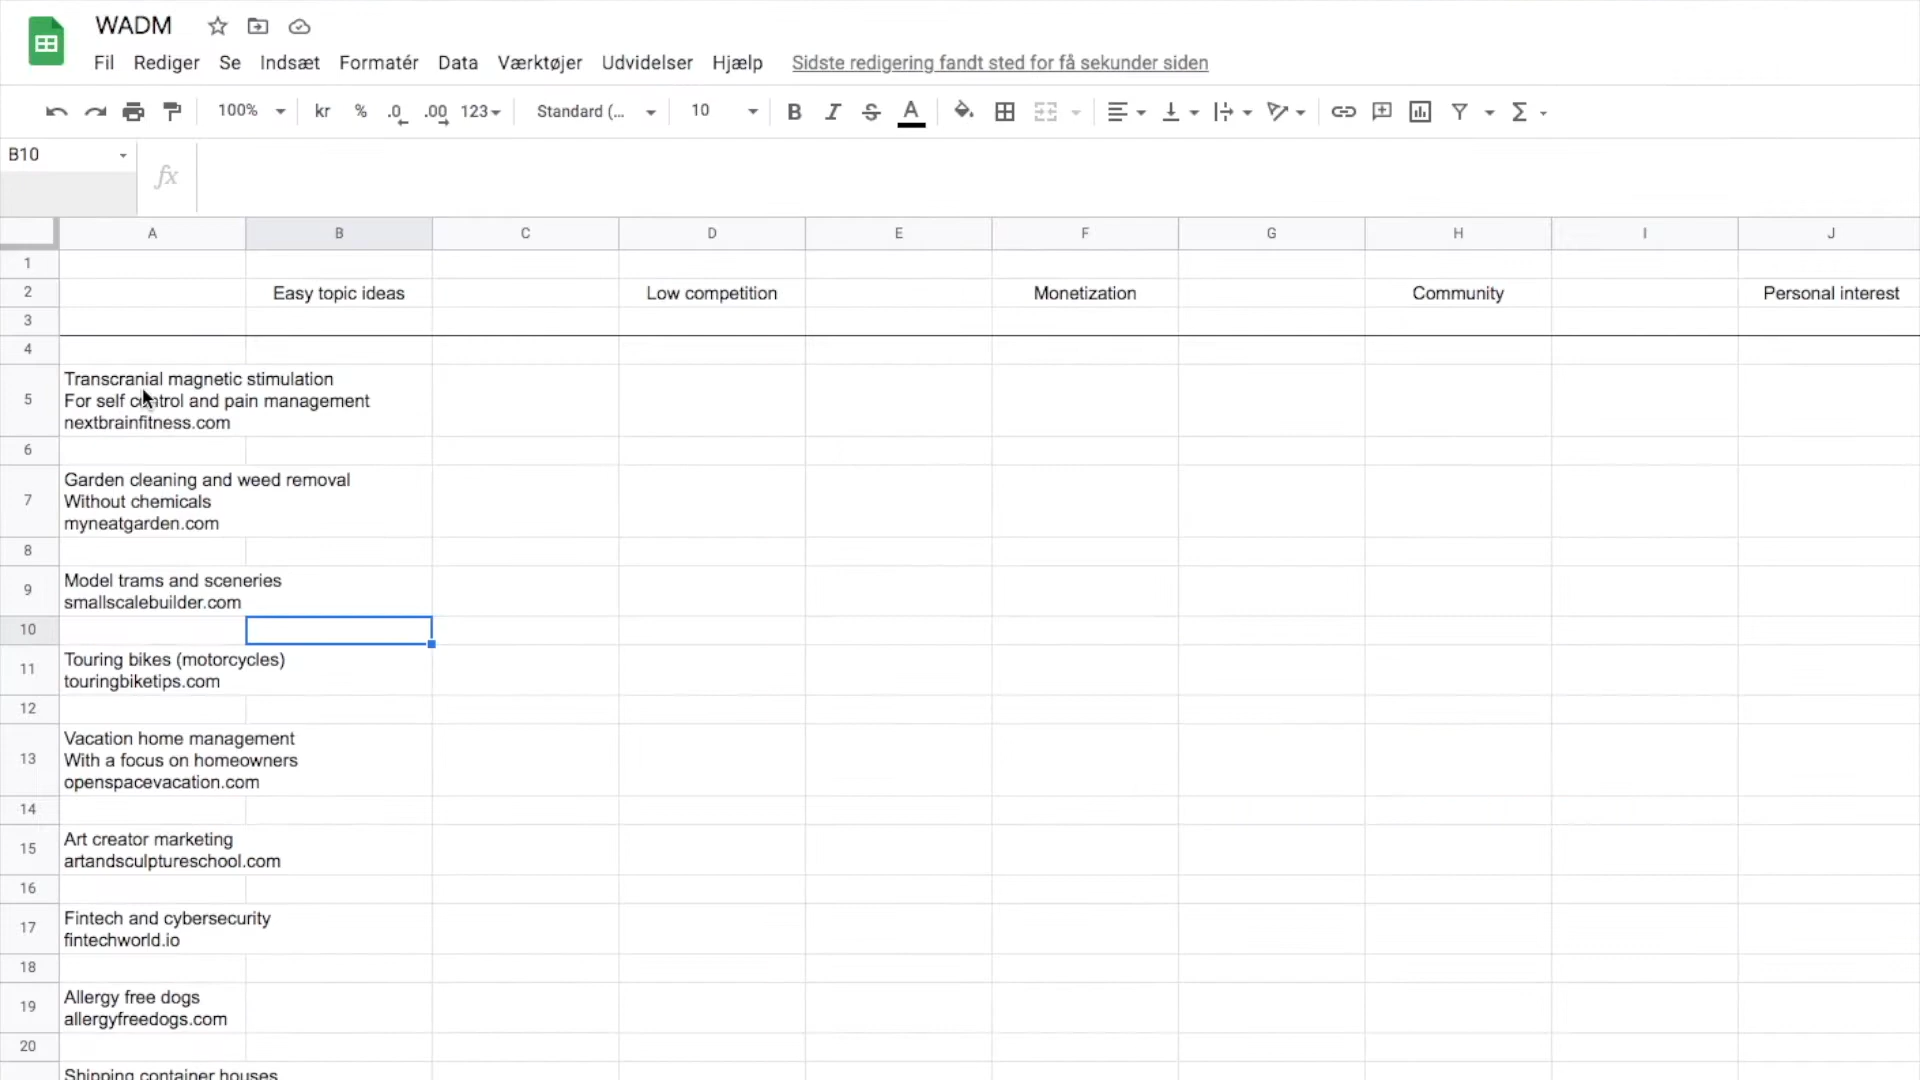 WADM
Fil Rediger Se Indsæt Formatér Data Værktøjer Udvidelser Hjælp Sidste redigering fandt sted for få sekunder siden
100% kr % .0 .00 123 Standard (... 10 B I S A
B10
fx
A B C D E F G H I J
1
2 Easy topic ideas Low competition Monetization Community Personal interest
3
4
Transcranial magnetic stimulation
5 For self control and pain management
nextbrainfitness.com
6
Garden cleaning and weed removal
7 Without chemicals
myneatgarden.com
8
Model trams and sceneries
9
smallscalebuilder.com
10
Touring bikes (motorcycles)
11
touringbiketips.com
12
Vacation home management
13 With a focus on homeowners
openspacevacation.com
14
Art creator marketing
15
artandsculptureschool.com
16
Fintech and cybersecurity
17
fintechworld.io
18
Allergy free dogs
19
allergyfreedogs.com
20
Shipping container houses